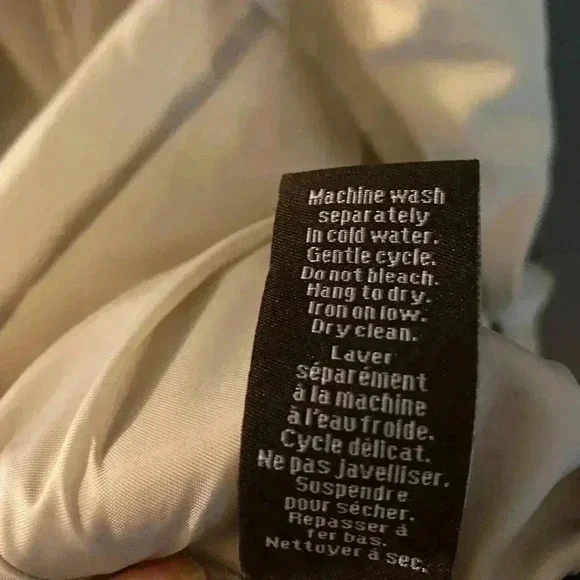 Machine wash
separately
in cold water.
Gentle cycle.
Do not bleach.
Hang to dry.
Iron on low.
Dry clean.
Laver
séparément
à la machine
à l'eau froide.
Cycle délicat.
Ne pas javelliser.
Suspendre
pour sécher.
Repasser à
fer bas.
Nettoyer à sec.